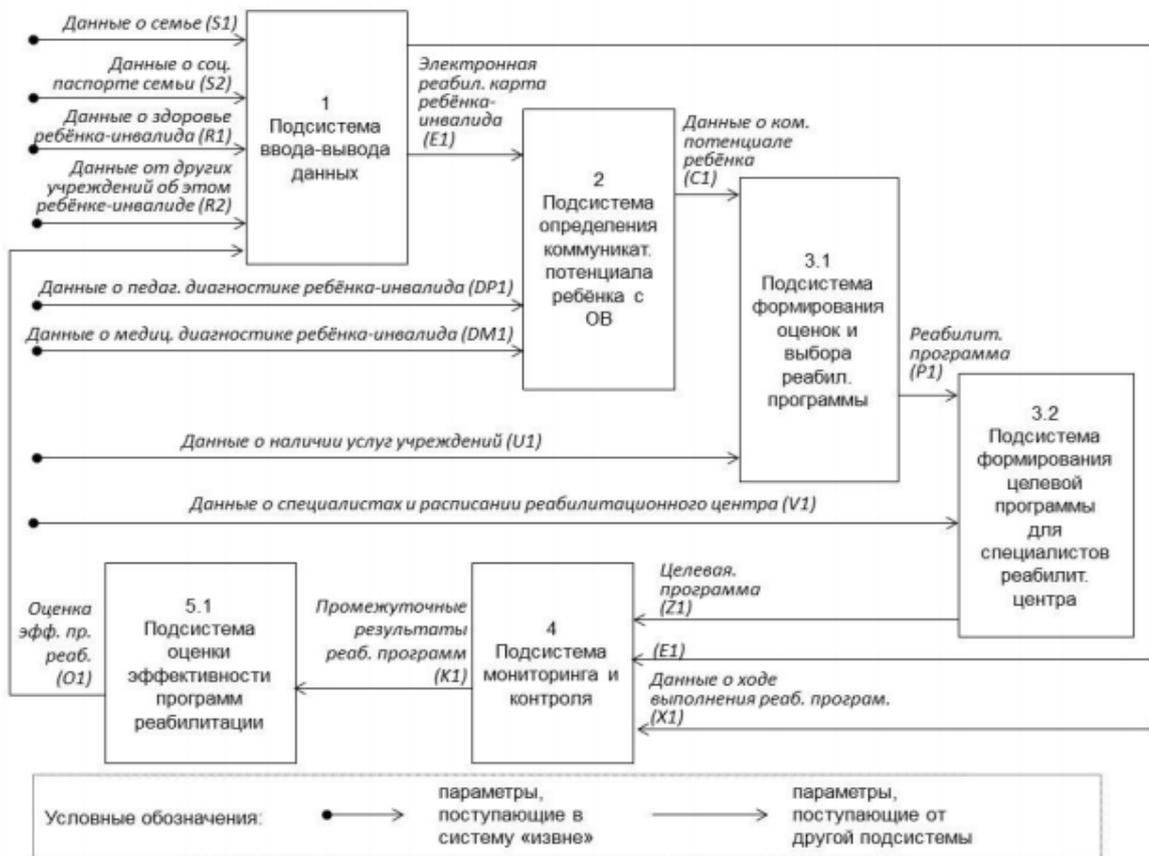 Данные о семье (S1)
Данные о соц.
паспорте семьи (S2)
Данные о здоровье
ребёнка-инвалида (R1)
Данные от других
учреждений об этом
ребёнке-инвалиде (R2)
1
Подсистема
ввода-вывода
данных
Электронная
реабил. карта
ребёнка-
инвалида
(E1)
Данные о педаг. диагностике ребёнка-инвалида (DP1)
Данные о медиц. диагностике ребёнка-инвалида (DM1)
2
Подсистема
определения
коммуникат.
потенциала
ребёнка с
ОВ
Данные о ком.
потенциале
ребёнка
(C1)
Данные о наличии услуг учреждений (U1)
3.1
Подсистема
формирования
оценок и
выбора
реабил.
программы
Реабилит.
программа
(P1)
Данные о специалистах и расписании реабилитационного центра (V1)
3.2
Подсистема
формирования
целевой
программы
для
специалистов
реабилит.
центра
Целевая.
программа
(Z1)
(E1)
Данные о ходе
выполнения реаб. програм.
(X1)
4
Подсистема
мониторинга и
контроля
Промежуточные
результаты
реаб. программ
(K1)
5.1
Подсистема
оценки
эффективности
программ
реабилитации
Оценка
эфф. пр.
реаб.
(O1)
Условные обозначения:
параметры,
поступающие в
систему «извне»
параметры,
поступающие от
другой подсистемы